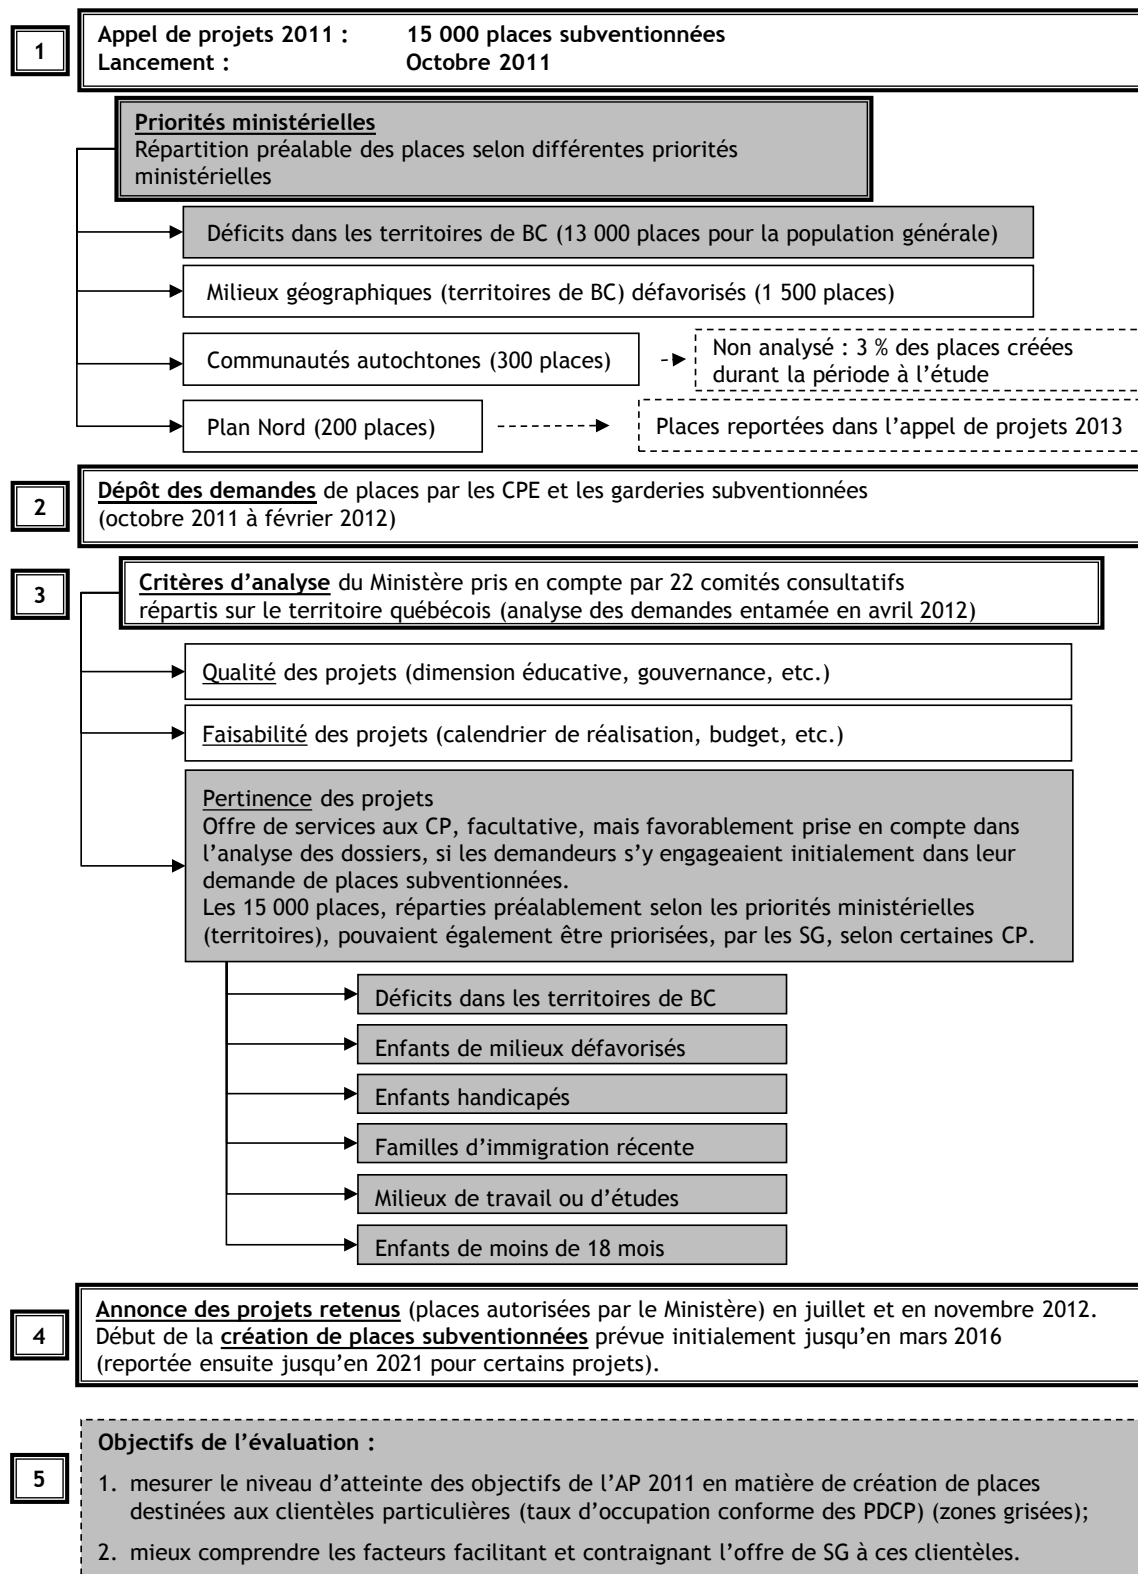 1
Appel de projets 2011 : 15 000 places subventionnées
Lancement : Octobre 2011
Priorités ministérielles
Répartition préalable des places selon différentes priorités
ministérielles
Déficits dans les territoires de BC (13 000 places pour la population générale)
Milieux géographiques (territoires de BC) défavorisés (1 500 places)
Communautés autochtones (300 places)
Non analysé : 3 % des places créées
durant la période à l’étude
Plan Nord (200 places)
Places reportées dans l’appel de projets 2013
2
Dépôt des demandes de places par les CPE et les garderies subventionnées
(octobre 2011 à février 2012)
3
Critères d’analyse du Ministère pris en compte par 22 comités consultatifs
répartis sur le territoire québécois (analyse des demandes entamée en avril 2012)
Qualité des projets (dimension éducative, gouvernance, etc.)
Faisabilité des projets (calendrier de réalisation, budget, etc.)
Pertinence des projets
Offre de services aux CP, facultative, mais favorablement prise en compte dans
l’analyse des dossiers, si les demandeurs s’y engageaient initialement dans leur
demande de places subventionnées.
Les 15 000 places, réparties préalablement selon les priorités ministérielles
(territoires), pouvaient également être priorisées, par les SG, selon certaines CP.
Déficits dans les territoires de BC
Enfants de milieux défavorisés
Enfants handicapés
Familles d’immigration récente
Milieux de travail ou d’études
Enfants de moins de 18 mois
4
Annonce des projets retenus (places autorisées par le Ministère) en juillet et en novembre 2012.
Début de la création de places subventionnées prévue initialement jusqu’en mars 2016
(reportée ensuite jusqu’en 2021 pour certains projets).
5
Objectifs de l’évaluation :
1. mesurer le niveau d’atteinte des objectifs de l’AP 2011 en matière de création de places
destinées aux clientèles particulières (taux d’occupation conforme des PDCP) (zones grisées);
2. mieux comprendre les facteurs facilitant et contraignant l’offre de SG à ces clientèles.